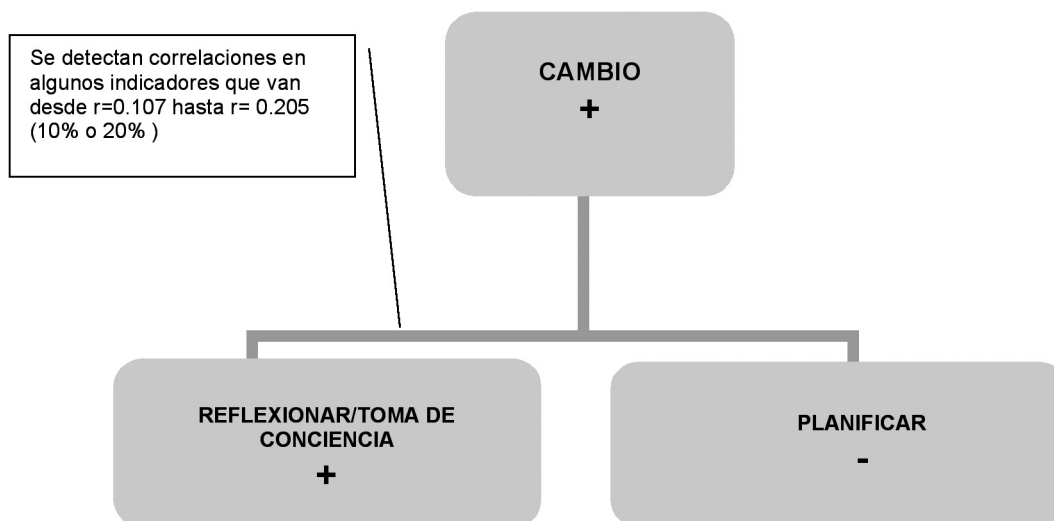 Se detectan correlaciones en
algunos indicadores que van
desde r=0.107 hasta r= 0.205
(10% o 20% )
CAMBIO
+
REFLEXIONAR/TOMA DE
CONCIENCIA
+
PLANIFICAR
-